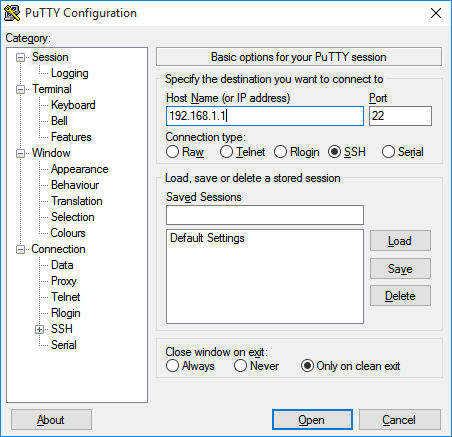 PuTTY Configuration
Category:
Session
Logging
Terminal
Keyboard
Bell
Features
Window
Appearance
Behaviour
Translation
Selection
Colours
Connection
Data
Proxy
Telnet
Rlogin
SSH
Serial
Basic options for your PuTTY session
Specify the destination you want to connect to
Host Name (or IP address) Port
192.168.1.1 22
Connection type:
Raw Telnet Rlogin SSH Serial
Load, save or delete a stored session
Saved Sessions
Default Settings
Load
Save
Delete
Close window on exit:
Always Never Only on clean exit
About Open Cancel